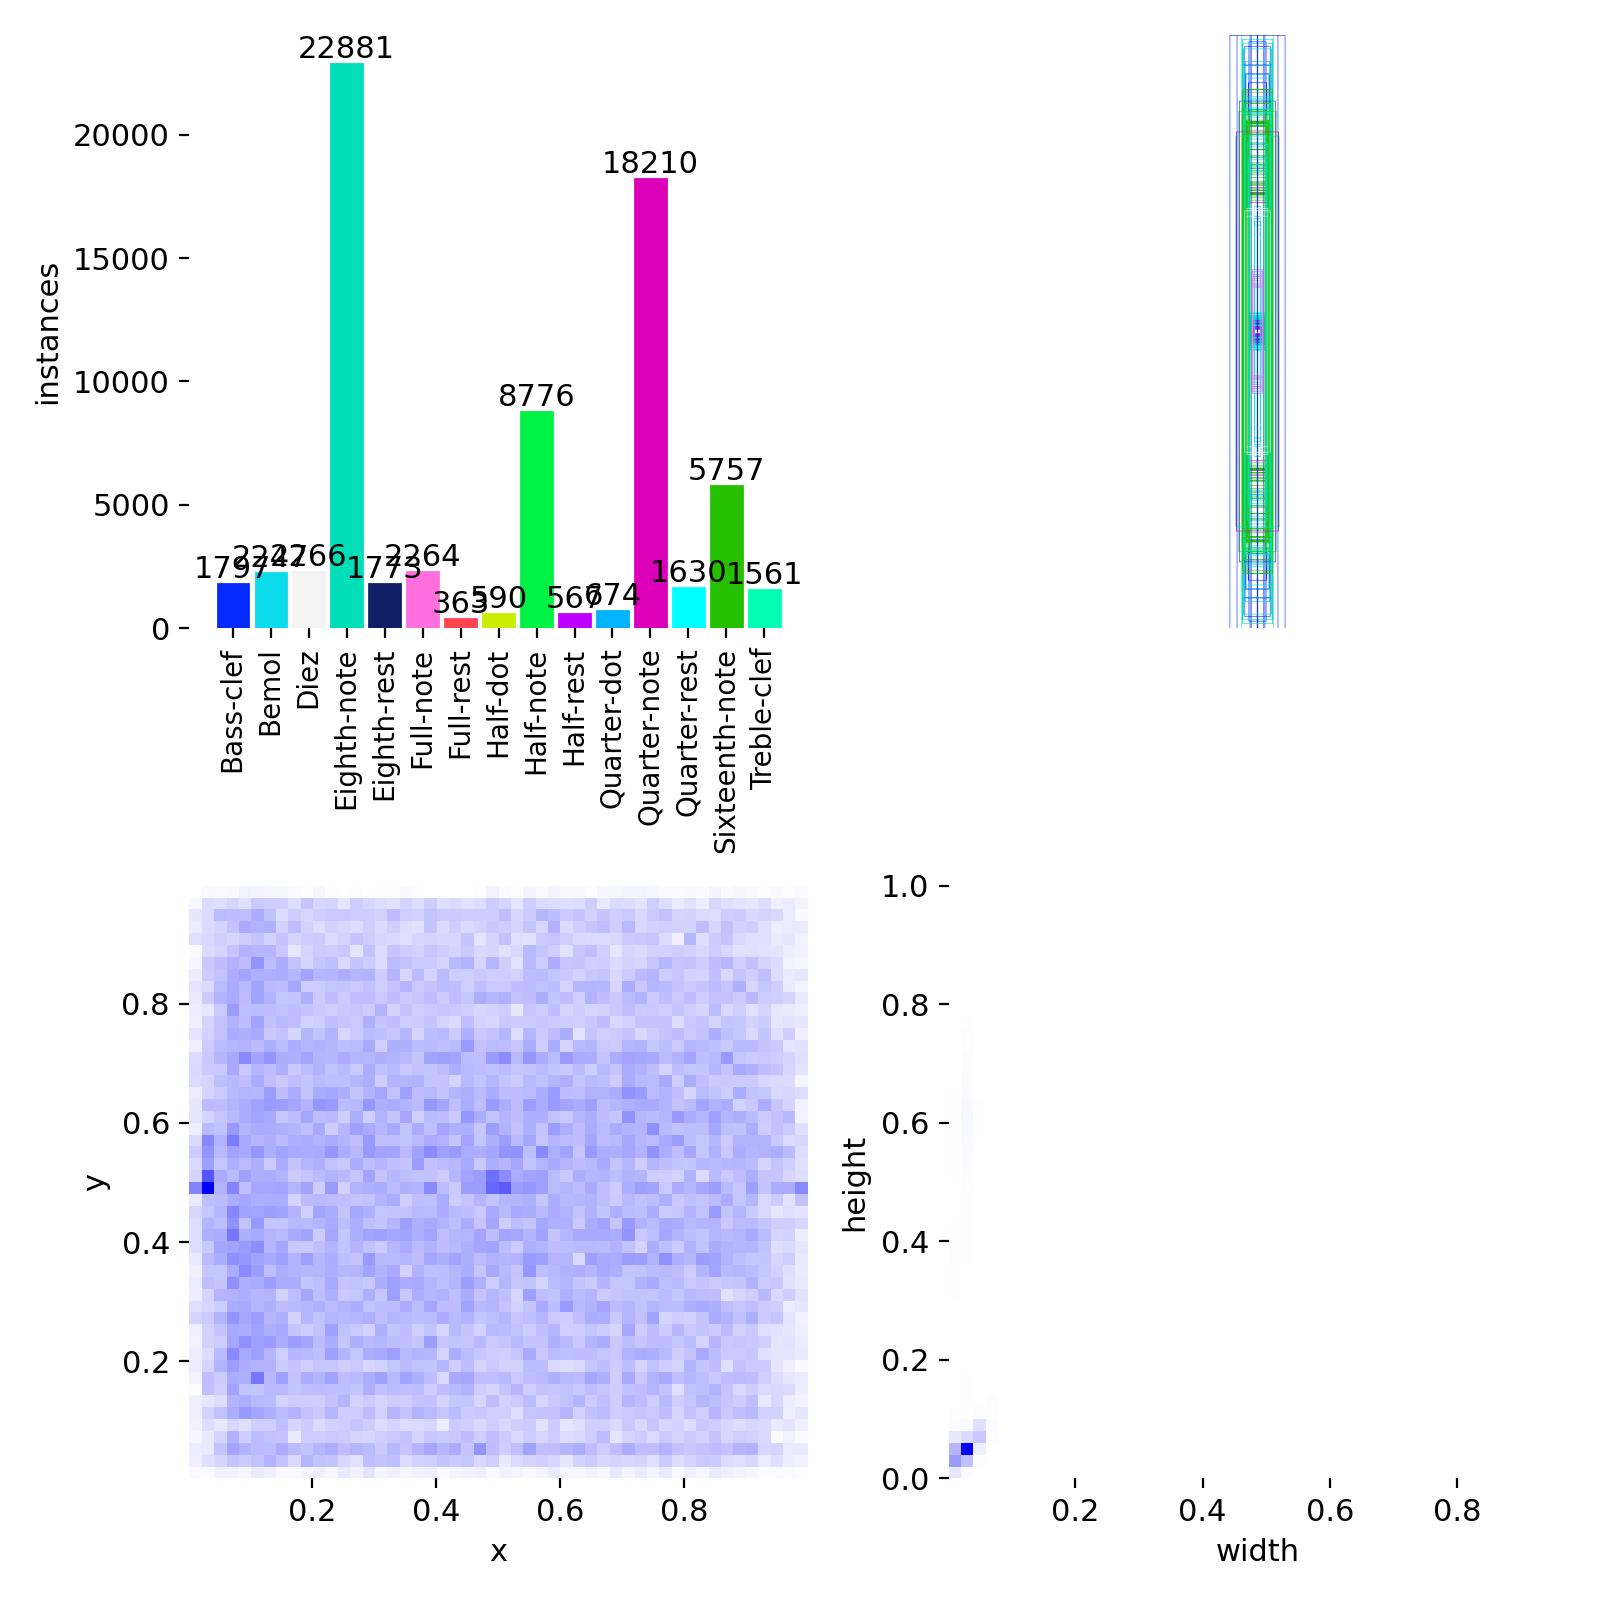 22881
18210
8776
5757
1797
2266
1773
2264
590
567
674
1630
1561
20000
15000
10000
5000
0
instances
Bass-clef
Bemol
Diez
Eighth-note
Eighth-rest
Full-note
Full-rest
Half-dot
Half-note
Half-rest
Quarter-dot
Quarter-note
Quarter-rest
Sixteenth-note
Treble-clef
0.8
0.6
0.4
0.2
y
0.2 0.4 0.6 0.8
x
1.0
0.8
0.6
0.4
0.2
0.0
height
0.2 0.4 0.6 0.8
width